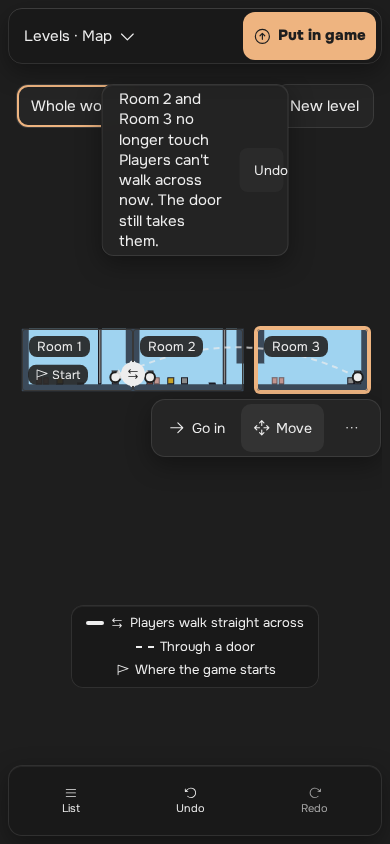 Levels · Map
Put in game
Whole wo
New level
Room 2 and
Room 3 no
longer touch
Players can't
walk across
now. The door
still takes
them.
Undo
Room 1
Room 2
Room 3
Start
Go in
Move
...
Players walk straight across
Through a door
Where the game starts
List
Undo
Redo